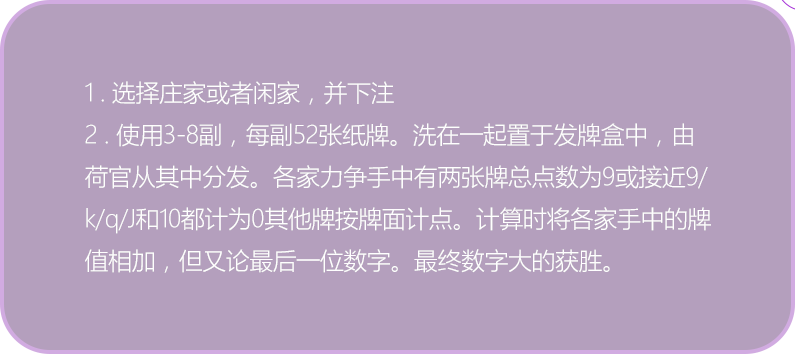 1 . 选择庄家或者闲家，并下注
2 . 使用3-8副，每副52张纸牌。洗在一起置于发牌盒中，由
荷官从其中分发。各家力争手中有两张牌总点数为9或接近9/
k/q/J和10都计为0其他牌按牌面计点。计算时将各家手中的牌
值相加，但又论最后一位数字。最终数字大的获胜。